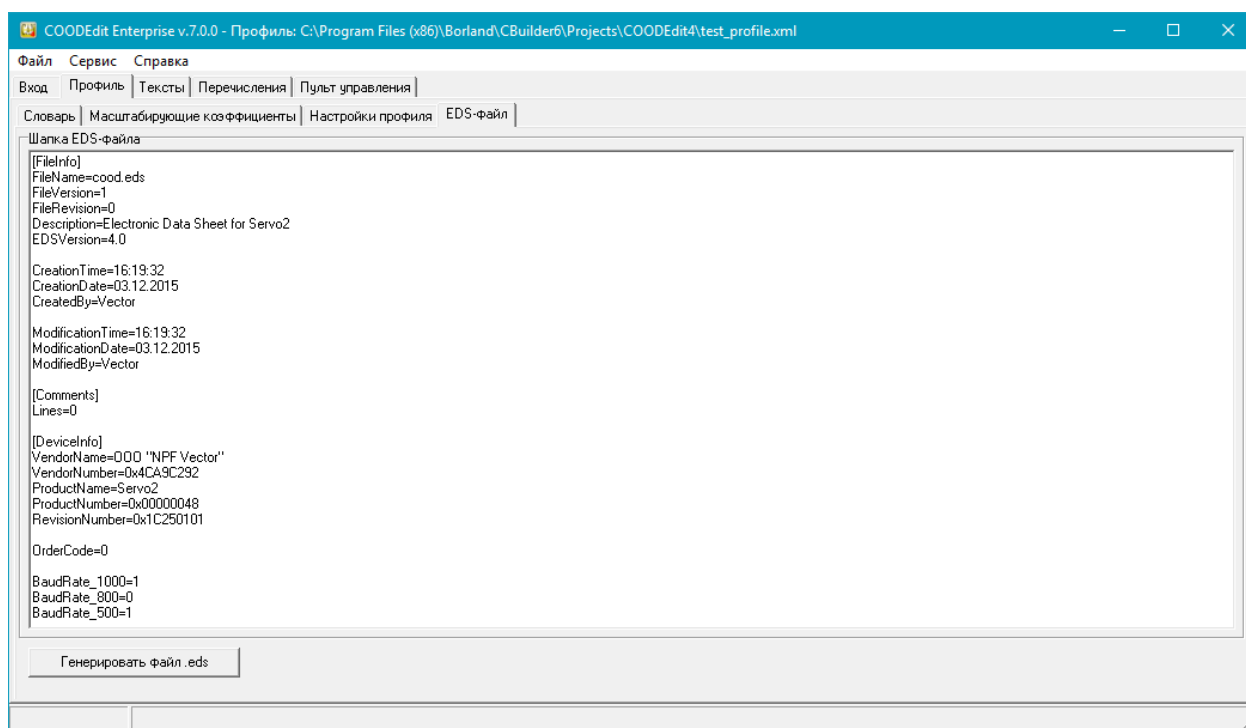 COODEdit Enterprise v.7.0.0 - Профиль: C:\Program Files (x86)\Borland\CBuilder6\Projects\COODEdit4\test_profile.xml
Файл Сервис Справка
Вход Профиль Тексты Перечисления Пульт управления
Словарь Масштабирующие коэффициенты Настройки профиля EDS-файл
Шапка EDS-файла
[FileInfo]
FileName=cood.eds
FileVersion=1
FileRevision=0
Description=Electronic Data Sheet for Servo2
EDSVersion=4.0
CreationTime=16:19:32
CreationDate=03.12.2015
CreatedBy=Vector
ModificationTime=16:19:32
ModificationDate=03.12.2015
ModifiedBy=Vector
[Comments]
Lines=0
[DeviceInfo]
VendorName=ООО "NPF Vector"
VendorNumber=0x4CA9C292
ProductName=Servo2
ProductNumber=0x00000048
RevisionNumber=0x1C250101
OrderCode=0
BaudRate_1000=1
BaudRate_800=0
BaudRate_500=1
Генерировать файл .eds